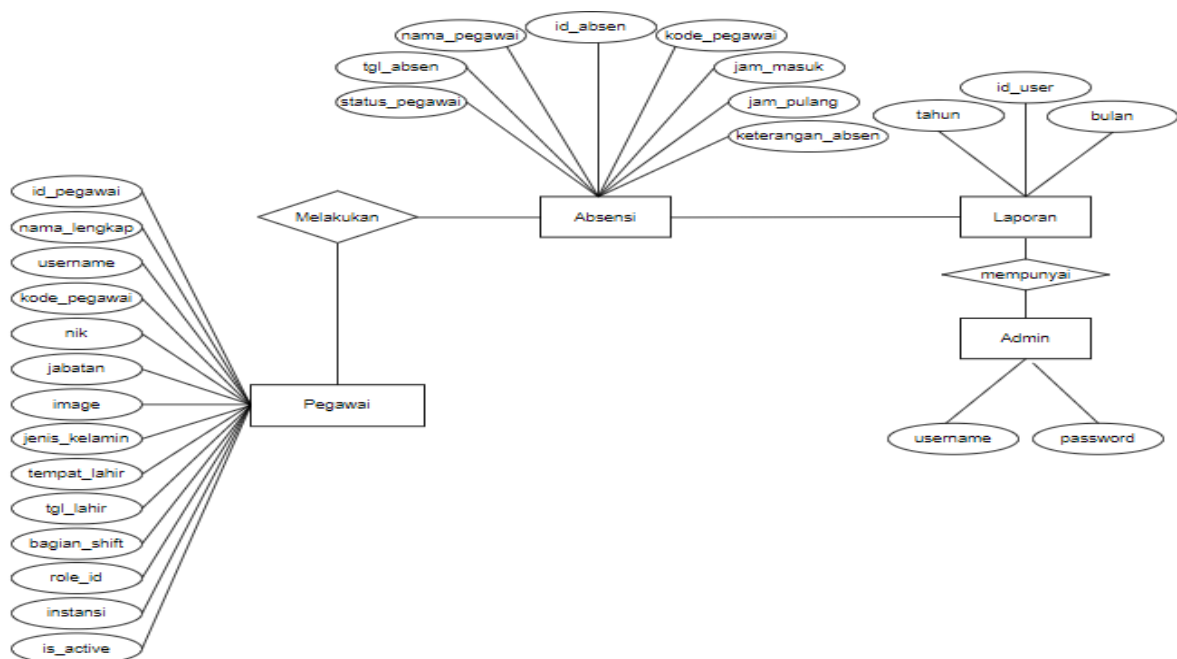 id_absen
nama_pegawai
kode_pegawai
tgl_absen
jam_masuk
status_pegawai
jam_pulang
keterangan_absen
id_user
tahun
bulan
id_pegawai
nama_lengkap
username
kode_pegawai
nik
jabatan
image
jenis_kelamin
tempat_lahir
tgl_lahir
bagian_shift
role_id
instansi
is_active
Melakukan
Absensi
Laporan
mempunyai
Admin
Pegawai
username
password